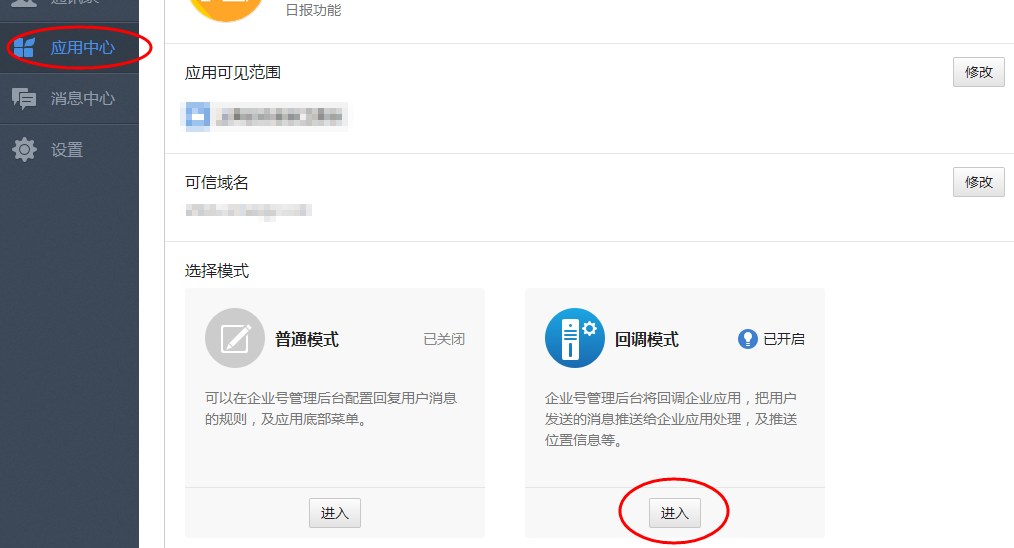 日报功能
应用中心
消息中心
设置
应用可见范围
修改
可信域名
修改
选择模式
普通模式
已关闭
可以在企业号管理后台配置回复用户消息
的规则，及应用底部菜单。
进入
回调模式
已开启
企业号管理后台将回调企业应用，把用户
发送的消息推送给企业应用处理，及推送
位置信息等。
进入